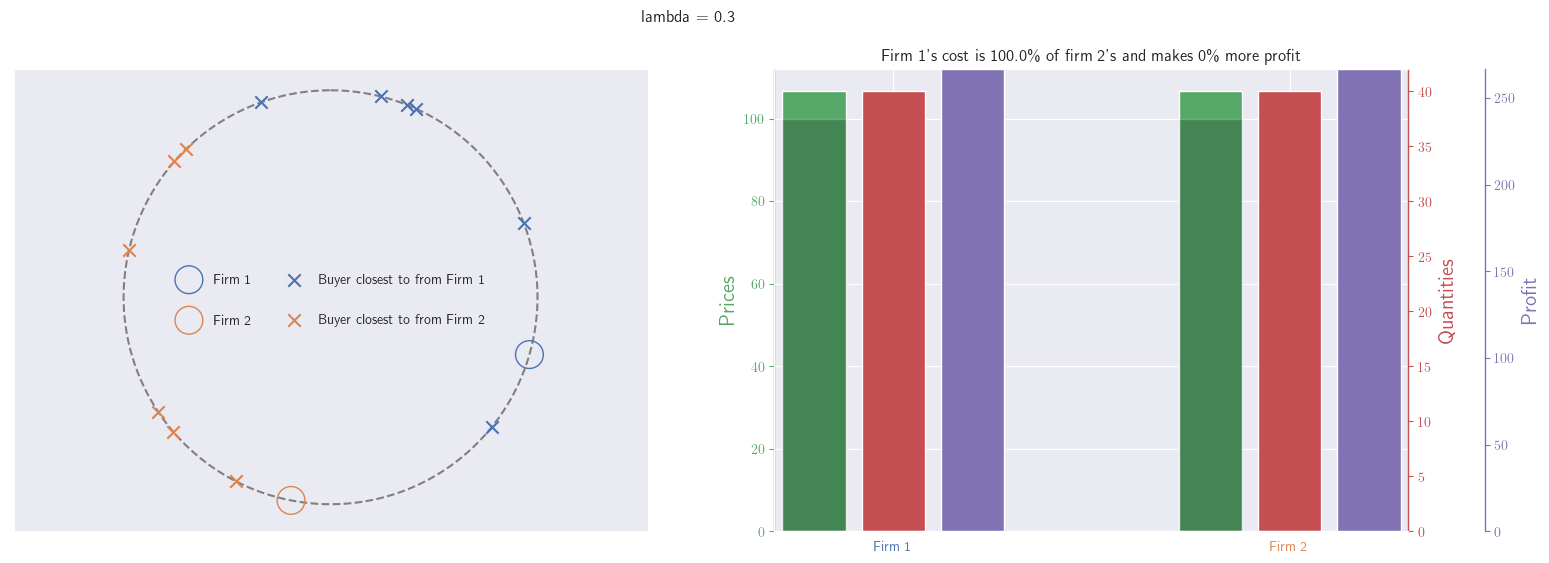 lambda = 0.3
Firm 1's cost is 100.0% of firm 2's and makes 0% more profit
Firm 1
Buyer closest to from Firm 1
Firm 2
Buyer closest to from Firm 2
Prices
100
80
60
40
20
0
Firm 1
Firm 2
40
35
30
25
20
15
10
5
0
Quantities
250
200
150
100
50
0
Profit